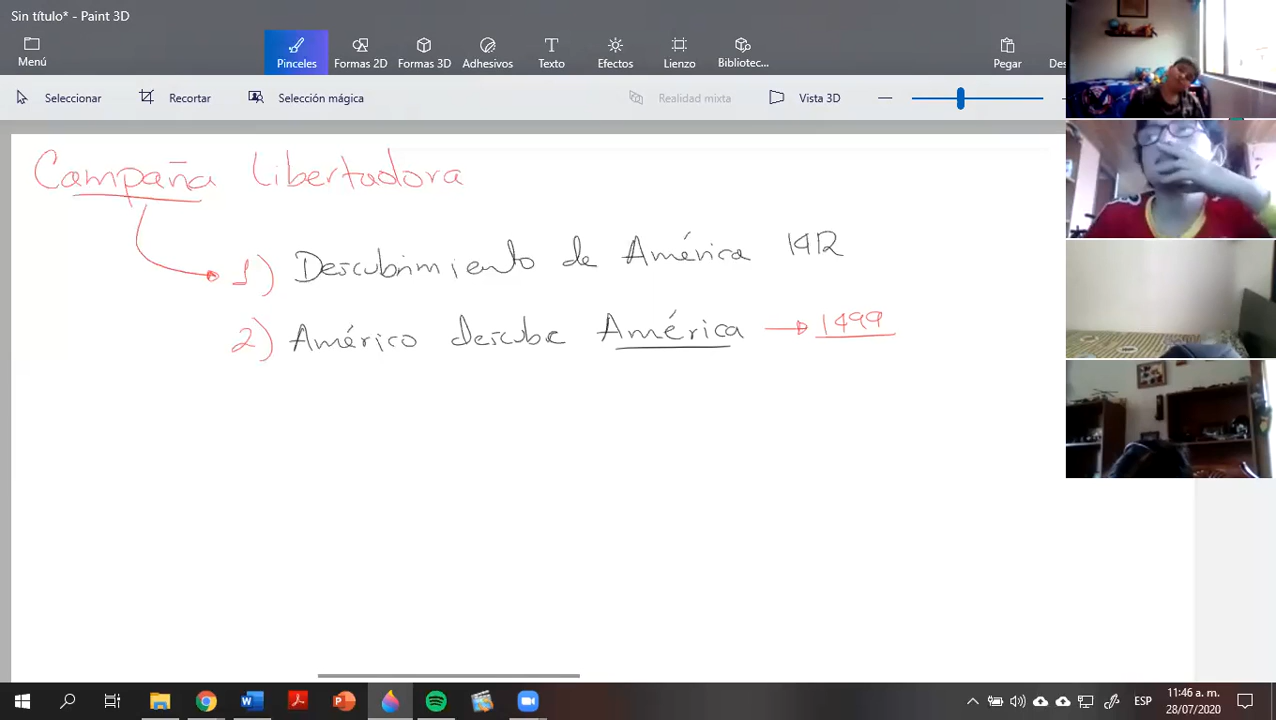 Sin título* - Paint 3D
Menú
Pinceles
Formas 2D
Formas 3D
Adhesivos
Texto
Efectos
Lienzo
Bibliotec...
Pegar
Des
Seleccionar
Recortar
Selección mágica
Realidad mixta
Vista 3D
Campaña Libertadora
1) Descubrimiento de América
2) Américo descube América → 1499
ESP
11:46 a. m.
28/07/2020